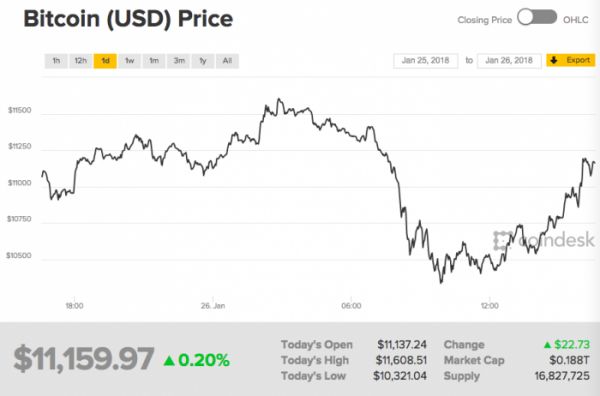 Bitcoin (USD) Price
Closing Price OHLC
1h 12h 1d 1w 1m 3m 1y All
Jan 25, 2018 to Jan 26, 2018 Export
$11500
$11250
$11000
$10750
$10500
coindesk
18:00 26. Jan 06:00 12:00
$11,159.97 ▲ 0.20%
Today's Open $11,137.24 Change ▲ $22.73
Today's High $11,608.51 Market Cap $0.188T
Today's Low $10,321.04 Supply 16,827,725